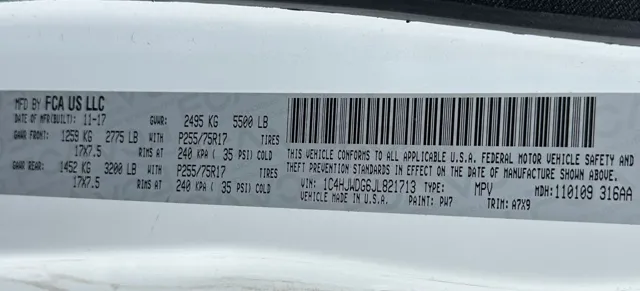 MFD BY FCA US LLC
DATE OF MFR(BUILT): 11-17 GVWR: 2495 KG 5500 LB
GAWR FRONT: 1259 KG 2775 LB WITH P255/75R17 TIRES
17X7.5 RIMS AT 240 KPA ( 35 PSI) COLD
GAWR REAR: 1452 KG 3200 LB WITH P255/75R17 TIRES
17X7.5 RIMS AT 240 KPA ( 35 PSI) COLD
THIS VEHICLE CONFORMS TO ALL APPLICABLE U.S.A. FEDERAL MOTOR VEHICLE SAFETY AND
THEFT PREVENTION STANDARDS IN EFFECT ON THE DATE OF MANUFACTURE SHOWN ABOVE.
VIN: 1C4HJWDG6JL821713 TYPE: MPV MDH:110109 316AA
VEHICLE MADE IN U.S.A. PAINT: PW7 TRIM: A7X9